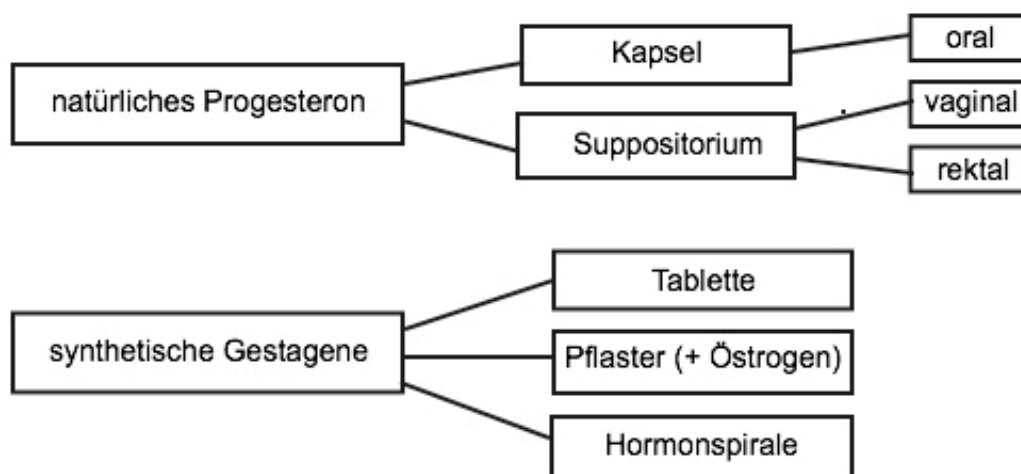 natürliches Progesteron
Kapsel
oral
Suppositorium
vaginal
rektal
synthetische Gestagene
Tablette
Pflaster (+ Östrogen)
Hormonspirale